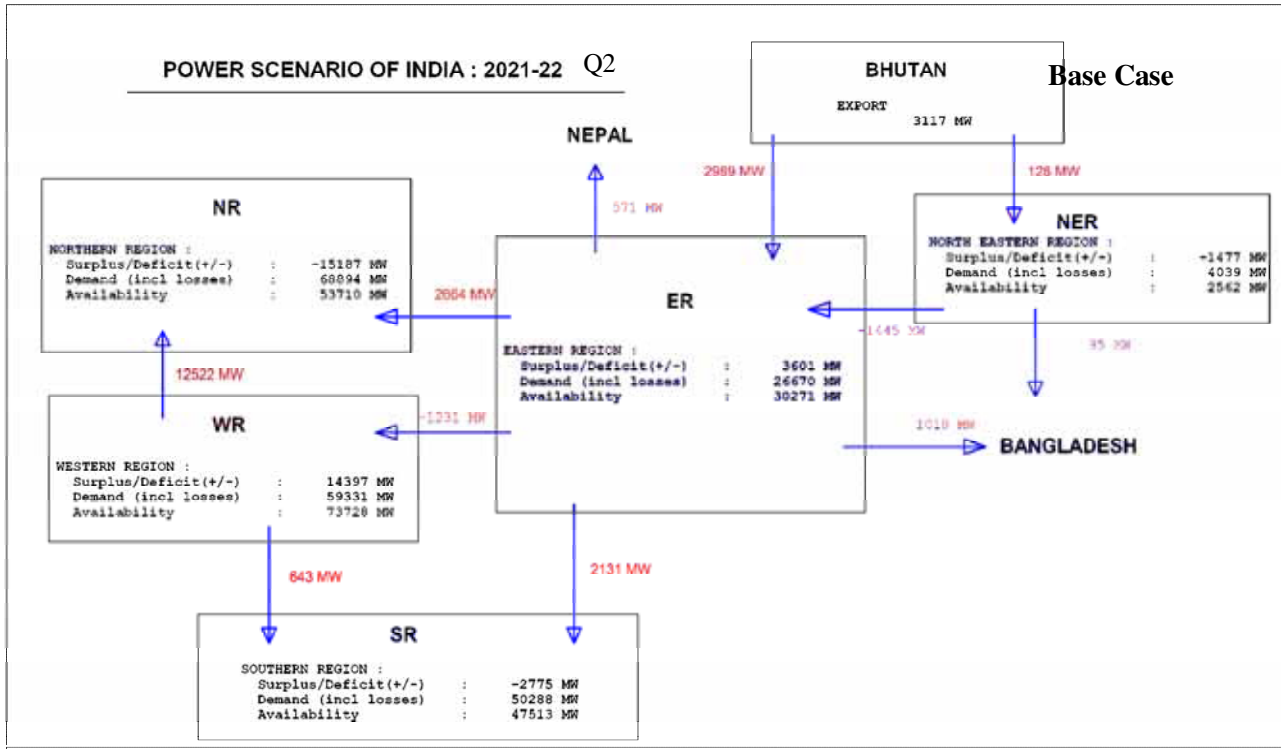 POWER SCENARIO OF INDIA : 2021-22 Q2
BHUTAN
Base Case
EXPORT
3117 MW
NEPAL
2989 MW
126 MW
571 MW
NR
NORTHERN REGION :
Surplus/Deficit(+/-) : -15187 MW
Demand (incl losses) : 68894 MW
Availability : 53710 MW
NER
NORTH EASTERN REGION :
Surplus/Deficit(+/-) : -1477 MW
Demand (incl losses) : 4039 MW
Availability : 2562 MW
2664 MW
ER
EASTERN REGION :
Surplus/Deficit(+/-) : 3601 MW
Demand (incl losses) : 26670 MW
Availability : 30271 MW
-1445 MW
95 MW
12522 MW
WR
WESTERN REGION :
Surplus/Deficit(+/-) : 14397 MW
Demand (incl losses) : 59331 MW
Availability : 73728 MW
-1231 MW
1018 MW
BANGLADESH
643 MW
2131 MW
SR
SOUTHERN REGION :
Surplus/Deficit(+/-) : -2775 MW
Demand (incl losses) : 50288 MW
Availability : 47513 MW